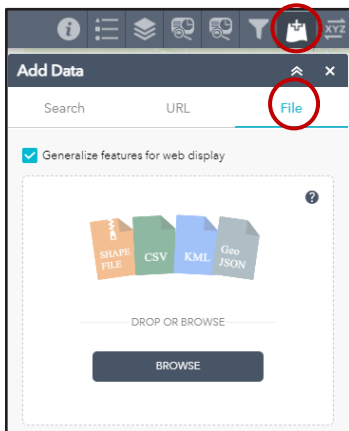 XYZ
Add Data
Search URL File
Generalize features for web display
SHAPE
FILE
CSV
KML
Geo
JSON
DROP OR BROWSE
BROWSE